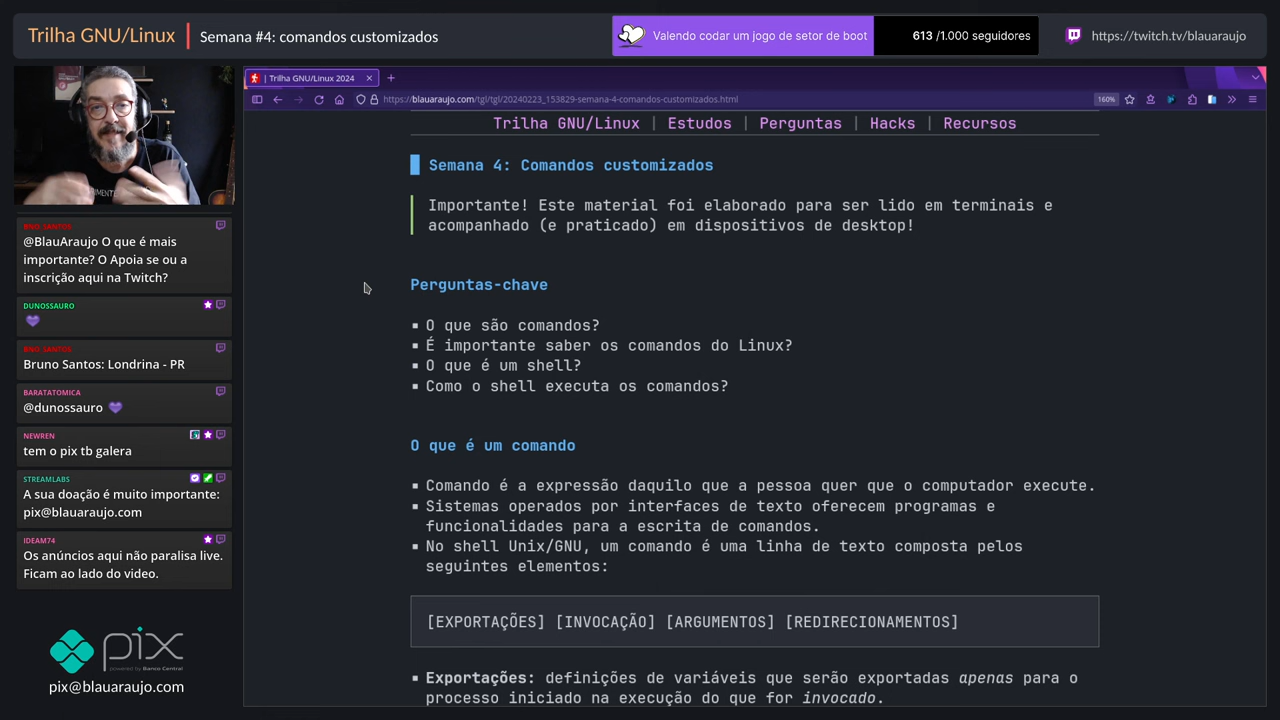 Trilha GNU/Linux
Semana #4: comandos customizados
Valendo codar um jogo de setor de boot
613 /1.000 seguidores
https://twitch.tv/blauaraujo
BNO_SANTOS
@BlauAraujo O que é mais
importante? O Apoia se ou a
inscrição aqui na Twitch?
DUNOSSAURO
BNO_SANTOS
Bruno Santos: Londrina - PR
BARATATOMICA
@dunossauro
NEWREN
tem o pix tb galera
STREAMLABS
A sua doação é muito importante:
pix@blauaraujo.com
IDEAM74
Os anúncios aqui não paralisa live.
Ficam ao lado do video.
pix
powered by Banco Central
pix@blauaraujo.com
| Trilha GNU/Linux 2024
https://blauaraujo.com/tgl/tgl/20240223_153829-semana-4-comandos-customizados.html
160%
Trilha GNU/Linux | Estudos | Perguntas | Hacks | Recursos
Semana 4: Comandos customizados
Importante! Este material foi elaborado para ser lido em terminais e
acompanhado (e praticado) em dispositivos de desktop!
Perguntas-chave
▪ O que são comandos?
▪ É importante saber os comandos do Linux?
▪ O que é um shell?
▪ Como o shell executa os comandos?
O que é um comando
▪ Comando é a expressão daquilo que a pessoa quer que o computador execute.
▪ Sistemas operados por interfaces de texto oferecem programas e
funcionalidades para a escrita de comandos.
▪ No shell Unix/GNU, um comando é uma linha de texto composta pelos
seguintes elementos:
[EXPORTAÇÕES] [INVOCAÇÃO] [ARGUMENTOS] [REDIRECIONAMENTOS]
▪ Exportações: definições de variáveis que serão exportadas apenas para o
processo iniciado na execução do que for invocado.